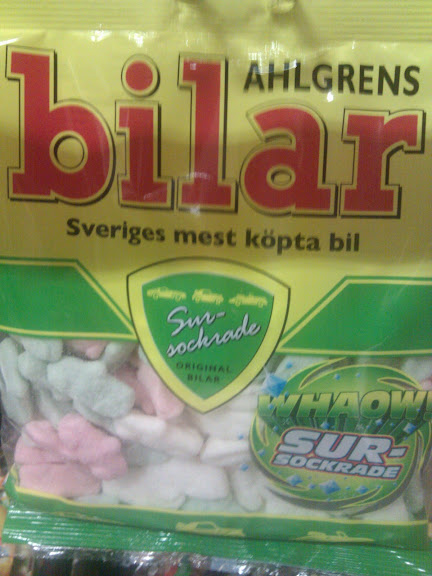 AHLGRENS
bilar
Sveriges mest köpta bil
Sur-
sockrade
ORIGINAL
BILAR
WHAOW!
SUR-
SOCKRADE